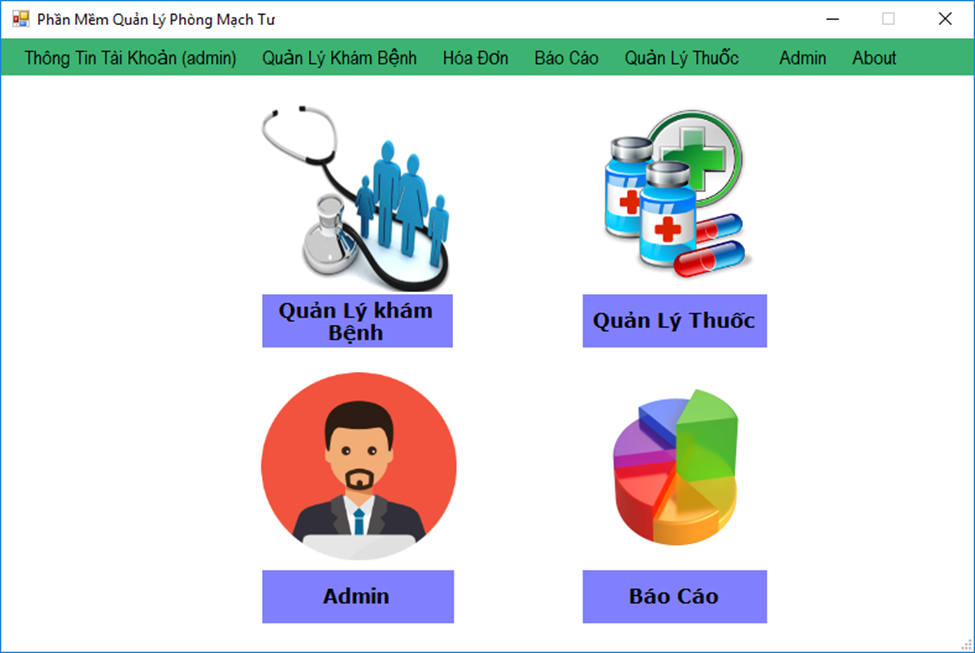 Phần Mềm Quản Lý Phòng Mạch Tư
Thông Tin Tài Khoản (admin) Quản Lý Khám Bệnh Hóa Đơn Báo Cáo Quản Lý Thuốc Admin About
Quản Lý khám
Bệnh
Quản Lý Thuốc
Admin
Báo Cáo